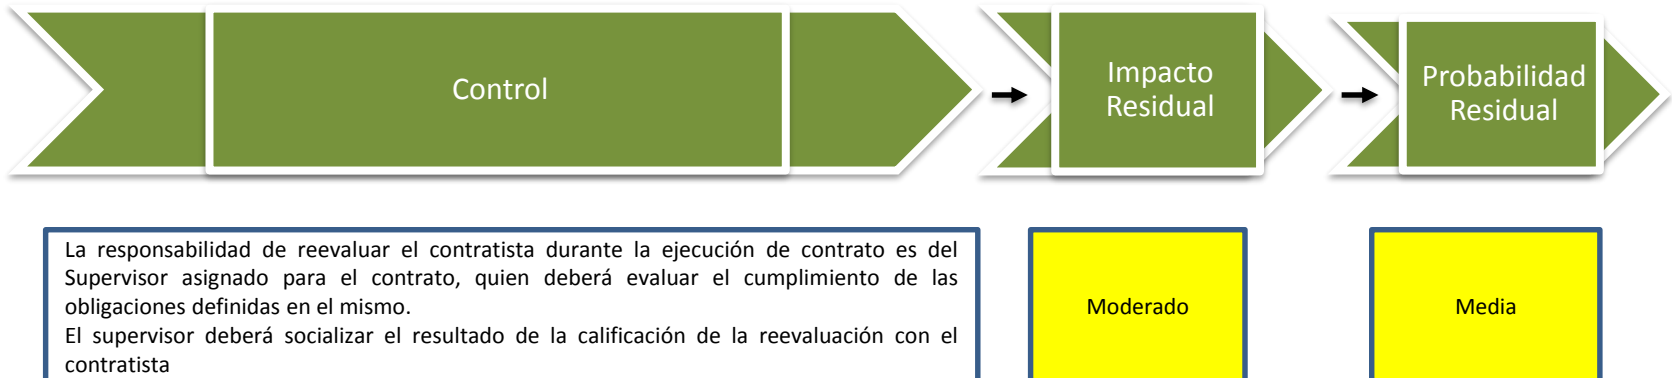 Control
Impacto
Residual
Probabilidad
Residual
La responsabilidad de reevaluar el contratista durante la ejecución de contrato es del
Supervisor asignado para el contrato, quien deberá evaluar el cumplimiento de las
obligaciones definidas en el mismo.
El supervisor deberá socializar el resultado de la calificación de la reevaluación con el
contratista
Moderado
Media